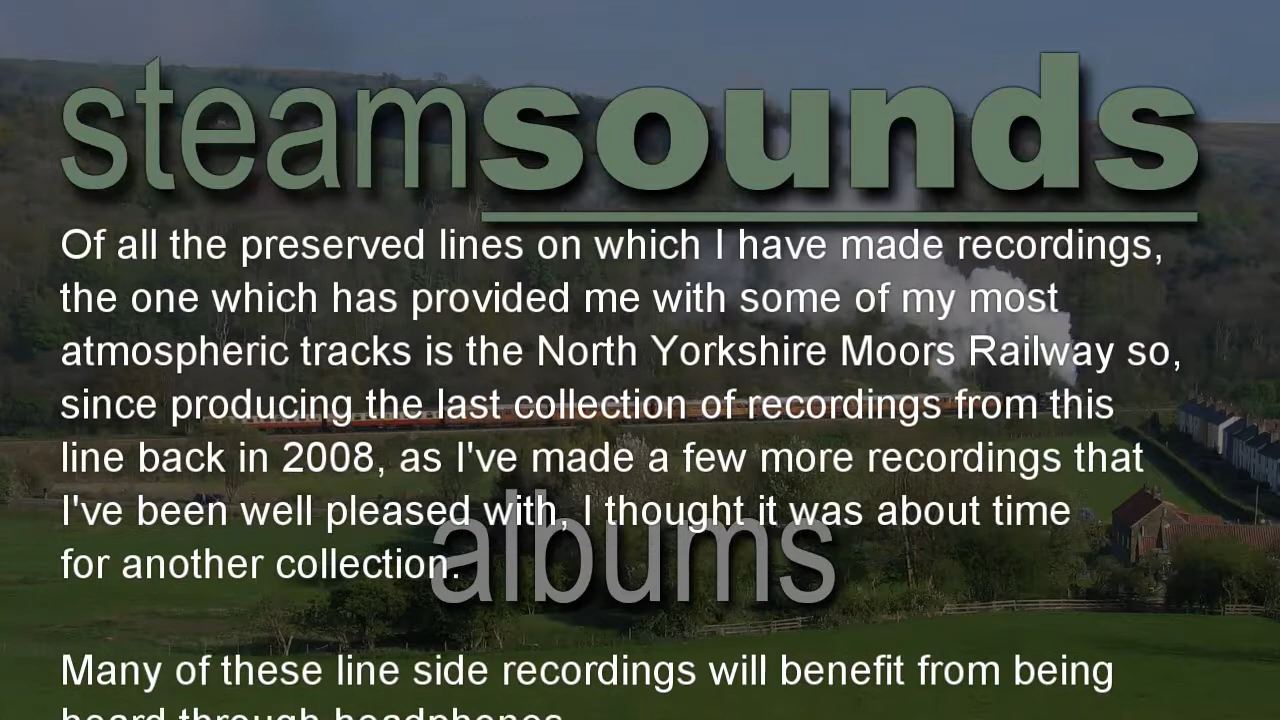 steamsounds
Of all the preserved lines on which I have made recordings,
the one which has provided me with some of my most
atmospheric tracks is the North Yorkshire Moors Railway so,
since producing the last collection of recordings from this
line back in 2008, as I've made a few more recordings that
I've been well pleased with, I thought it was about time
for another collection.
albums
Many of these line side recordings will benefit from being
heard through headphones.